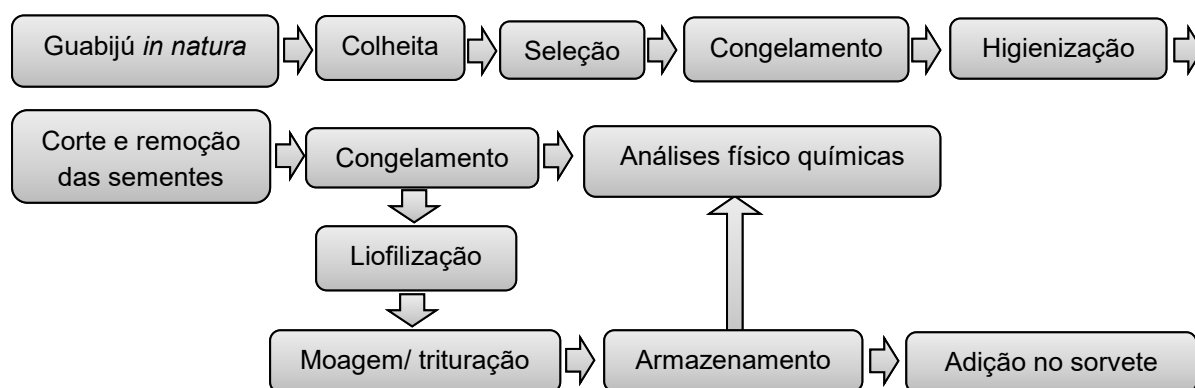 Guabijú in natura
Colheita
Seleção
Congelamento
Higienização
Corte e remoção
das sementes
Congelamento
Análises físico químicas
Liofilização
Moagem/ trituração
Armazenamento
Adição no sorvete